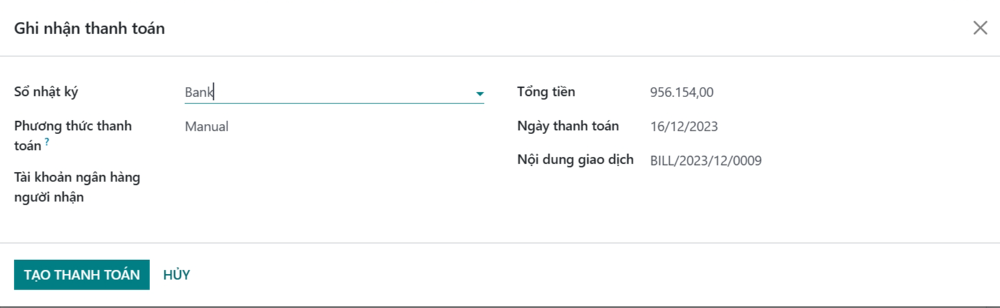 Ghi nhận thanh toán
Sổ nhật ký
Bank
Phương thức thanh
toán ?
Manual
Tài khoản ngân hàng
người nhận
Tổng tiền
956.154,00
Ngày thanh toán
16/12/2023
Nội dung giao dịch
BILL/2023/12/0009
TẠO THANH TOÁN
HỦY